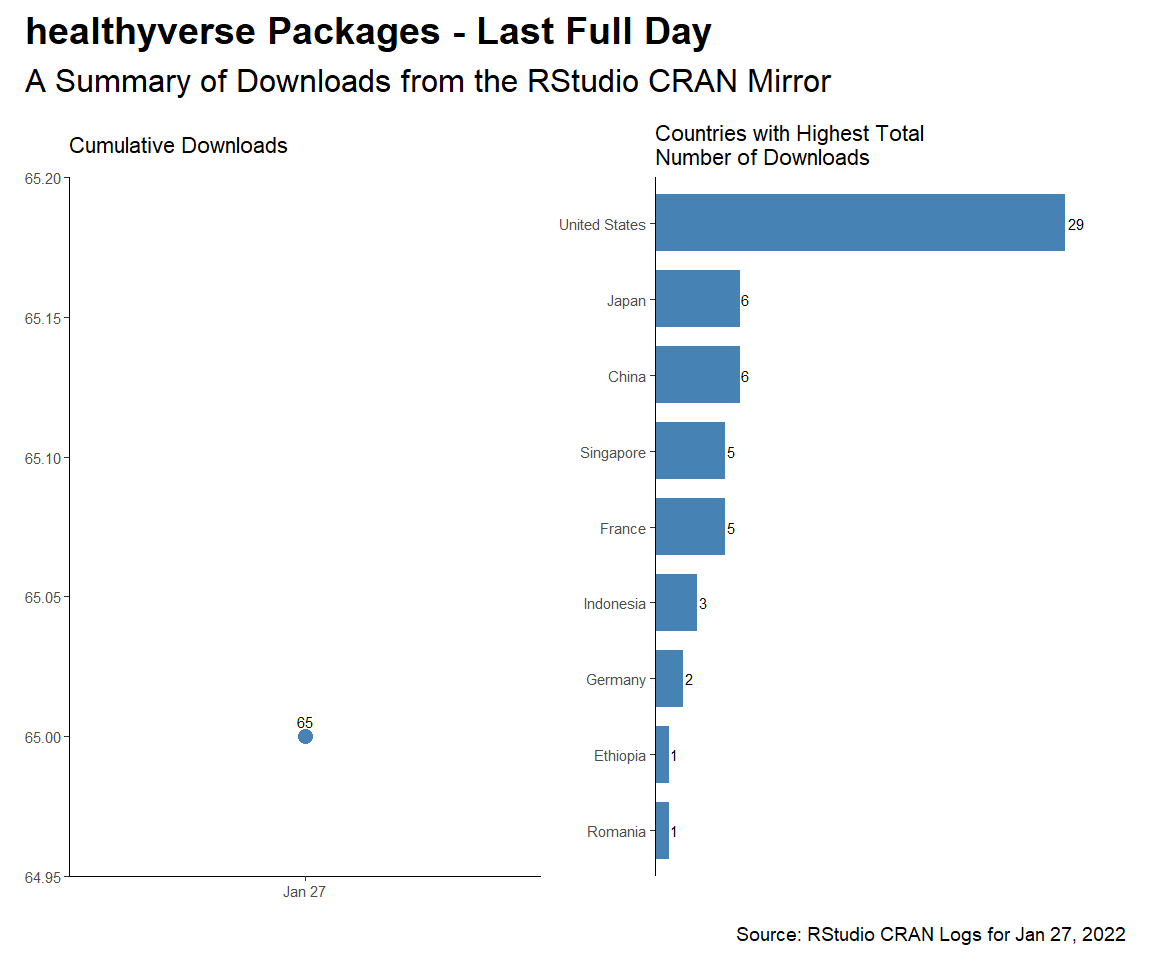 healthyverse Packages - Last Full Day
A Summary of Downloads from the RStudio CRAN Mirror
Cumulative Downloads
65.20
65.15
65.10
65.05
65.00
64.95
65
Jan 27
Countries with Highest Total
Number of Downloads
United States 29
Japan 6
China 6
Singapore 5
France 5
Indonesia 3
Germany 2
Ethiopia 1
Romania 1
Source: RStudio CRAN Logs for Jan 27, 2022